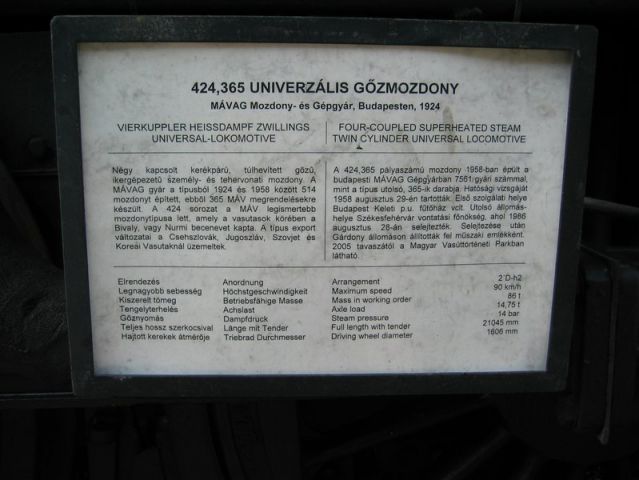 424,365 UNIVERZÁLIS GŐZMOZDONY
MÁVAG Mozdony- és Gépgyár, Budapesten, 1924
VIERKUPPLER HEISSDAMPF ZWILLINGS
UNIVERSAL-LOKOMOTIVE
FOUR-COUPLED SUPERHEATED STEAM
TWIN CYLINDER UNIVERSAL LOCOMOTIVE
Négy kapcsolt kerékpárú, túlhevített gőzű,
ikergépezetű személy- és tehervonati mozdony. A
MÁVAG gyár a típusból 1924 és 1958 között 514
mozdonyt épített, ebből 365 MÁV megrendelésekre
készült. A 424 sorozat a MÁV legismertebb
mozdonytípusa lett, amely a vasutasok körében a
Bivaly, vagy Nurmi becenevet kapta. A típus export
változatai a Csehszlovák, Jugoszláv, Szovjet és
Koreai Vasutaknál üzemeltek.
A 424,365 pályaszámú mozdony 1958-ban épült a
budapesti MÁVAG Gépgyárban 7561 gyári számmal,
mint a típus utolsó, 365-ik darabja. Hatósági vizsgáját
1958 augusztus 29-én tartották. Első szolgálati helye
Budapest Keleti p.u. fűtőház volt. Utolsó állomás-
helye Székesfehérvár vontatási főnökség, ahol 1986
augusztus 28-án selejtezték. Selejtezése után
Gárdony állomáson állították fel műszaki emlékként.
2005 tavaszától a Magyar Vasúttörténeti Parkban
látható.
Elrendezés Anordnung Arrangement 2'D-h2
Legnagyobb sebesség Höchstgeschwindigkeit Maximum speed 90 km/h
Kiszerelt tömeg Betriebsfähige Masse Mass in working order 86 t
Tengelyterhelés Achslast Axle load 14,75 t
Gőznyomás Dampfdruck Steam pressure 14 bar
Teljes hossz szerkocsival Länge mit Tender Full length with tender 21045 mm
Hajtott kerekek átmérője Triebrad Durchmesser Driving wheel diameter 1606 mm